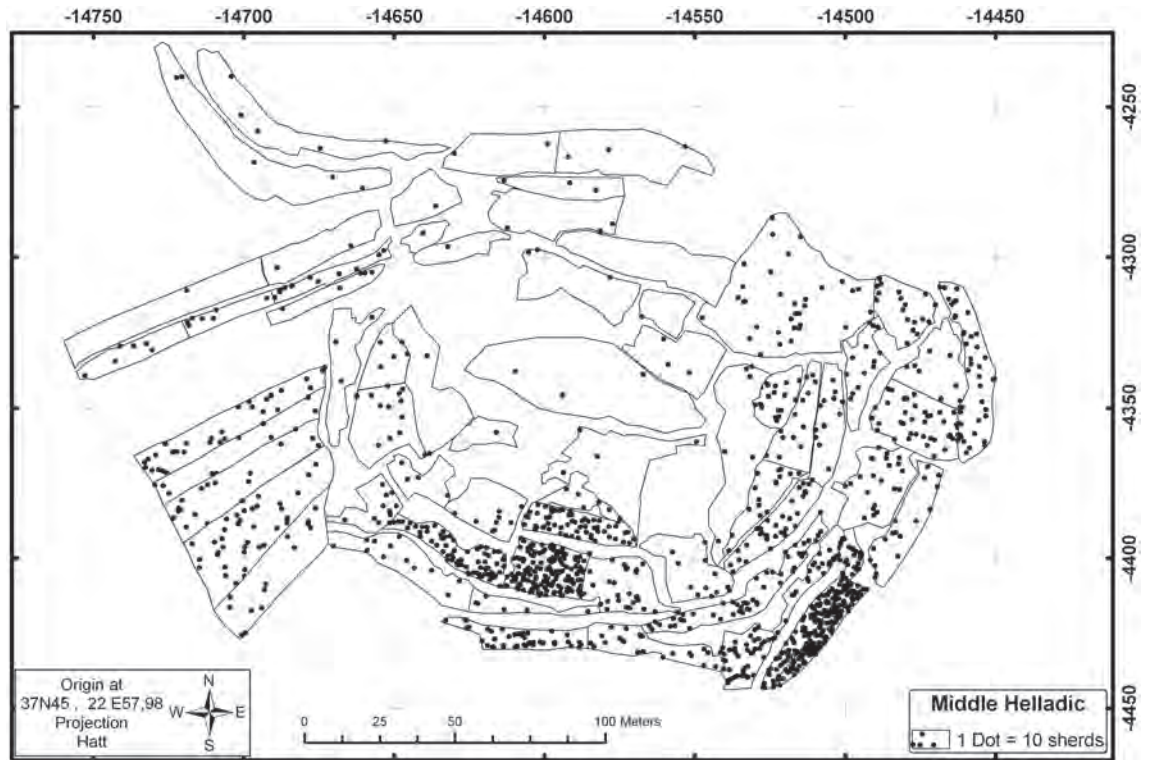 -14750 -14700 -14650 -14600 -14550 -14500 -14450
-4250
-4300
-4350
-4400
-4450
Origin at
37N45 , 22 E57,98
Projection
Hatt
N
W E
S
0 25 50 100 Meters
Middle Helladic
1 Dot = 10 sherds